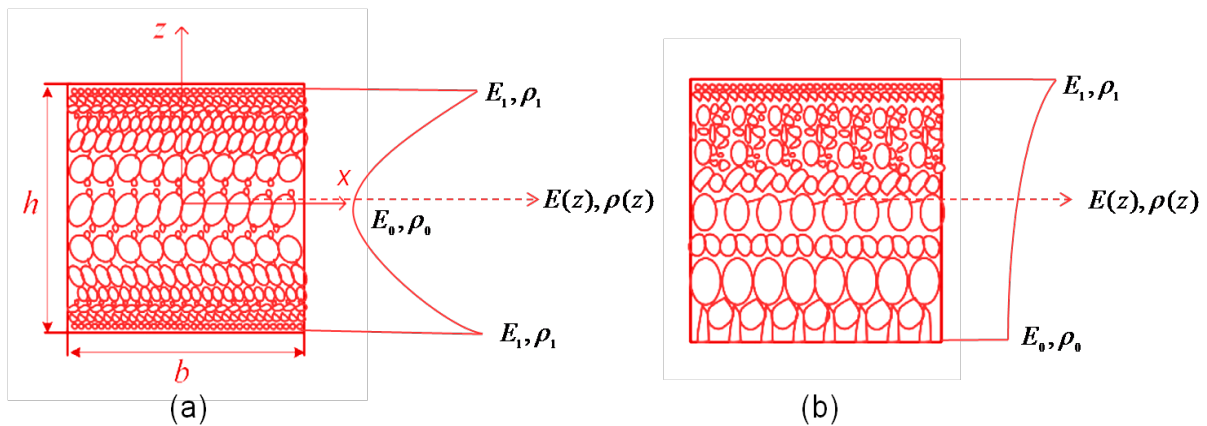 z
E₁, ρ₁
h
x
E(z), ρ(z)
E₀, ρ₀
E₁, ρ₁
b
(a)
E₁, ρ₁
E(z), ρ(z)
E₀, ρ₀
(b)